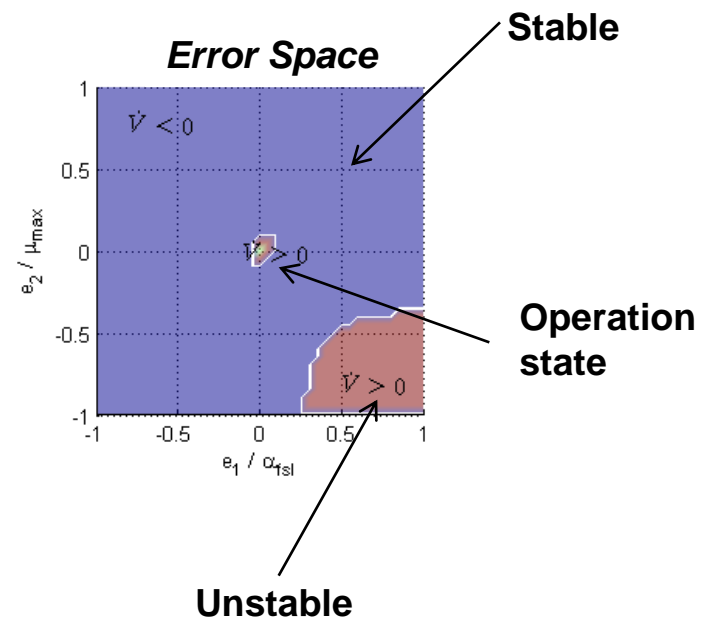 Stable
Error Space
V̇ < 0
V̇ > 0
V̇ > 0
1
0.5
0
-0.5
-1
e₂ / μmax
-1
-0.5
0
0.5
1
e₁ / αfsl
Operation
state
Unstable